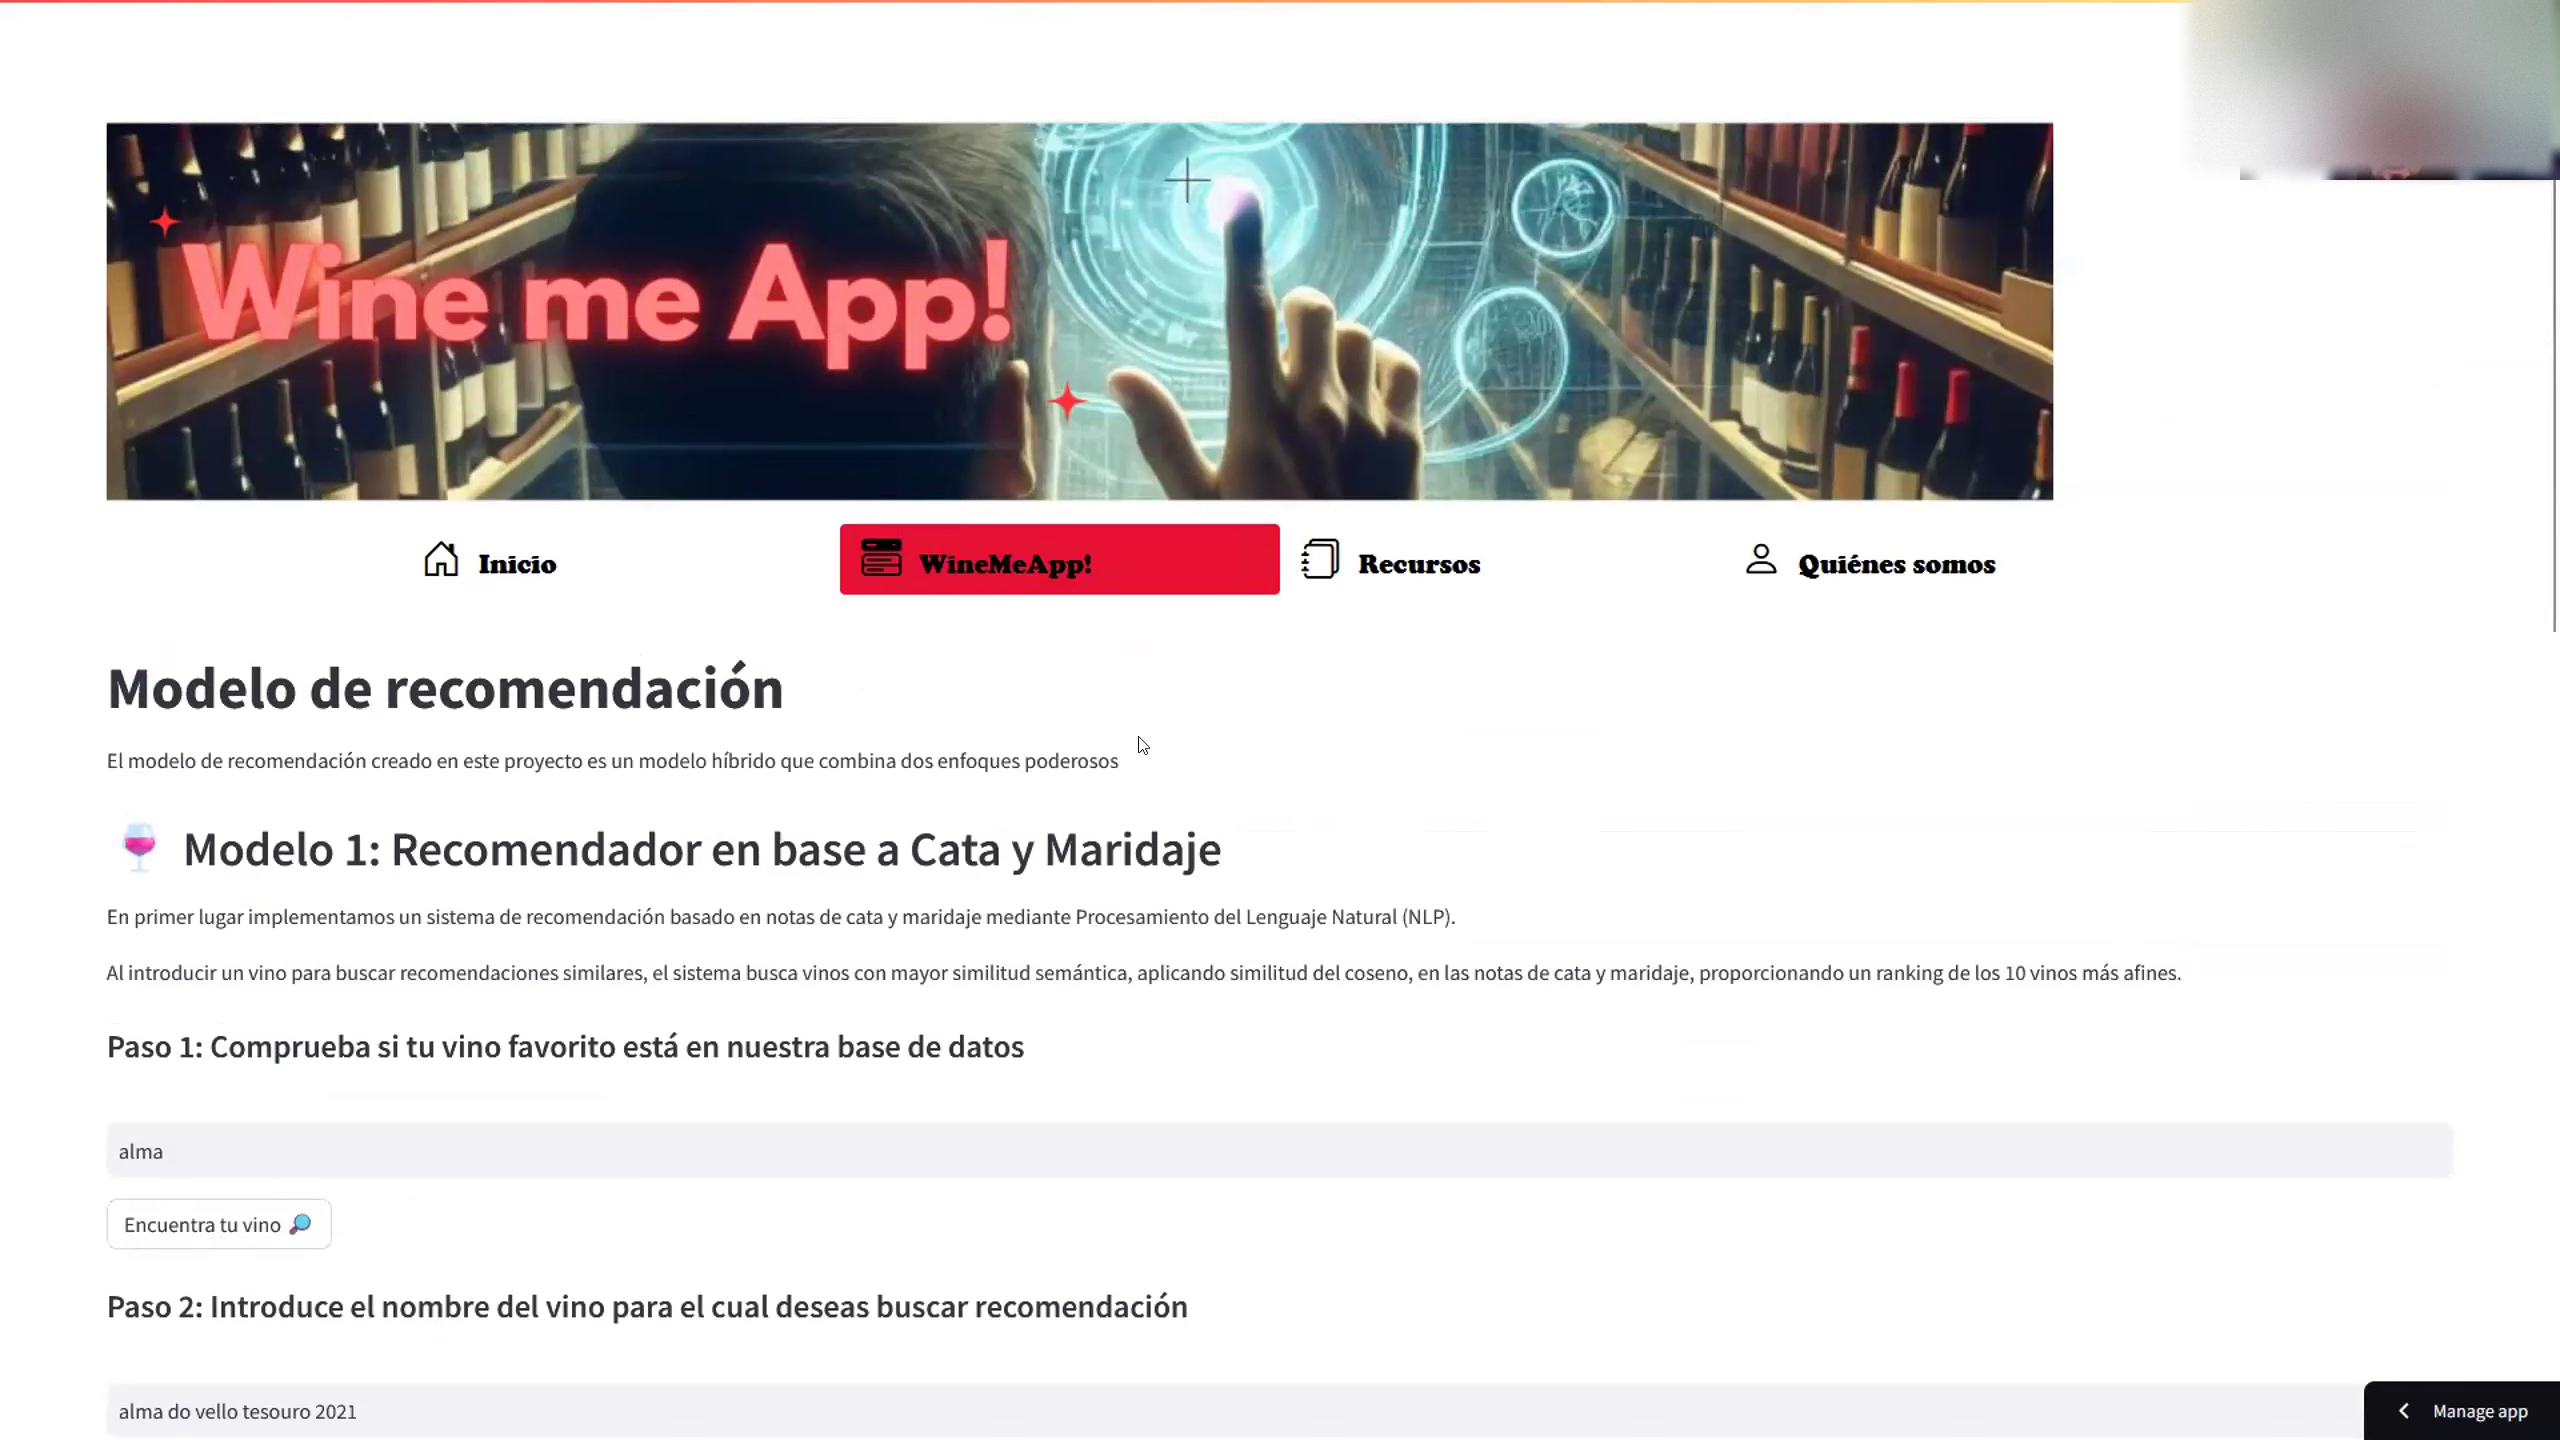 Wine me App!
Inicio
WineMeApp!
Recursos
Quiénes somos
Modelo de recomendación
El modelo de recomendación creado en este proyecto es un modelo híbrido que combina dos enfoques poderosos
Modelo 1: Recomendador en base a Cata y Maridaje
En primer lugar implementamos un sistema de recomendación basado en notas de cata y maridaje mediante Procesamiento del Lenguaje Natural (NLP).
Al introducir un vino para buscar recomendaciones similares, el sistema busca vinos con mayor similitud semántica, aplicando similitud del coseno, en las notas de cata y maridaje, proporcionando un ranking de los 10 vinos más afines.
Paso 1: Comprueba si tu vino favorito está en nuestra base de datos
alma
Encuentra tu vino
Paso 2: Introduce el nombre del vino para el cual deseas buscar recomendación
alma do vello tesouro 2021
Manage app